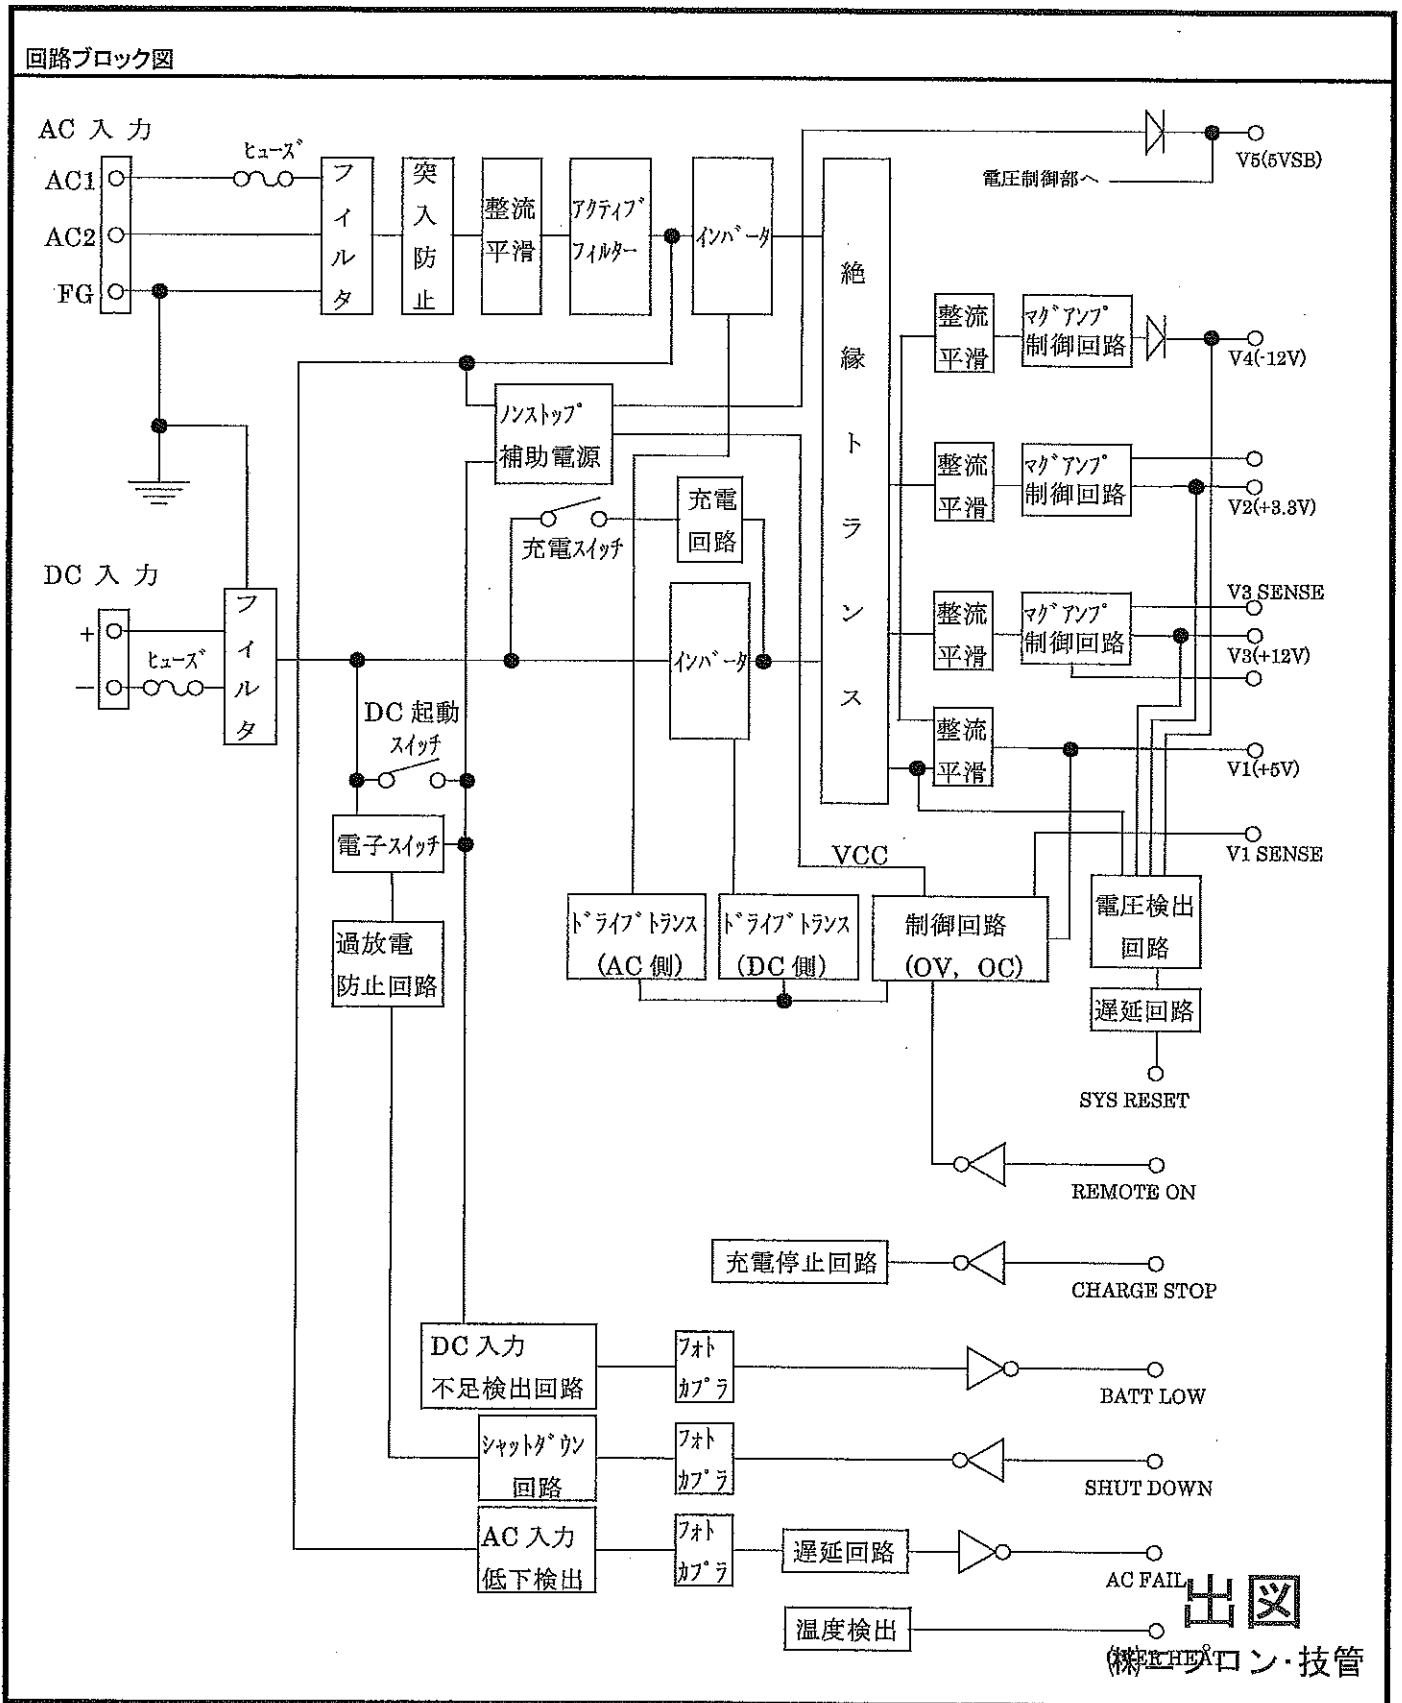 回路ブロック図
AC 入 力
AC1
AC2
FG
ヒューズ
フィルタ
突入防止
整流
平滑
アクティブ
フィルター
インバータ
絶縁トランス
V5(5VSB)
電圧制御部へ
整流
平滑
マグアンプ
制御回路
V4(-12V)
ノンストップ
補助電源
整流
平滑
マグアンプ
制御回路
V2(+3.3V)
充電スイッチ
充電
回路
DC 入 力
+
−
ヒューズ
フィルタ
インバータ
整流
平滑
マグアンプ
制御回路
V3 SENSE
V3(+12V)
DC 起動
スイッチ
整流
平滑
V1(+5V)
電子スイッチ
V1 SENSE
VCC
過放電
防止回路
ドライブトランス
(AC 側)
ドライブトランス
(DC 側)
制御回路
(OV, OC)
電圧検出
回路
遅延回路
SYS RESET
REMOTE ON
充電停止回路
CHARGE STOP
DC 入力
不足検出回路
フォト
カプラ
BATT LOW
シャットダウン
回路
フォト
カプラ
SHUT DOWN
AC 入力
低下検出
フォト
カプラ
遅延回路
AC FAIL
出図
温度検出
OVER HEAT
(株)ニプロン・技管